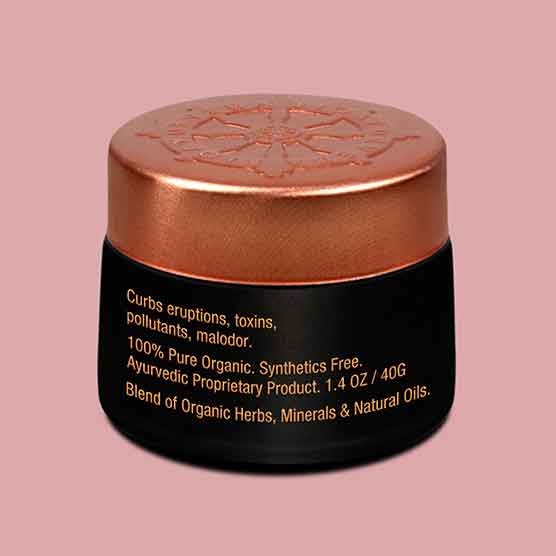 Curbs eruptions, toxins,
pollutants, malodor.
100% Pure Organic. Synthetics Free.
Ayurvedic Proprietary Product. 1.4 OZ / 40G
Blend of Organic Herbs, Minerals & Natural Oils.